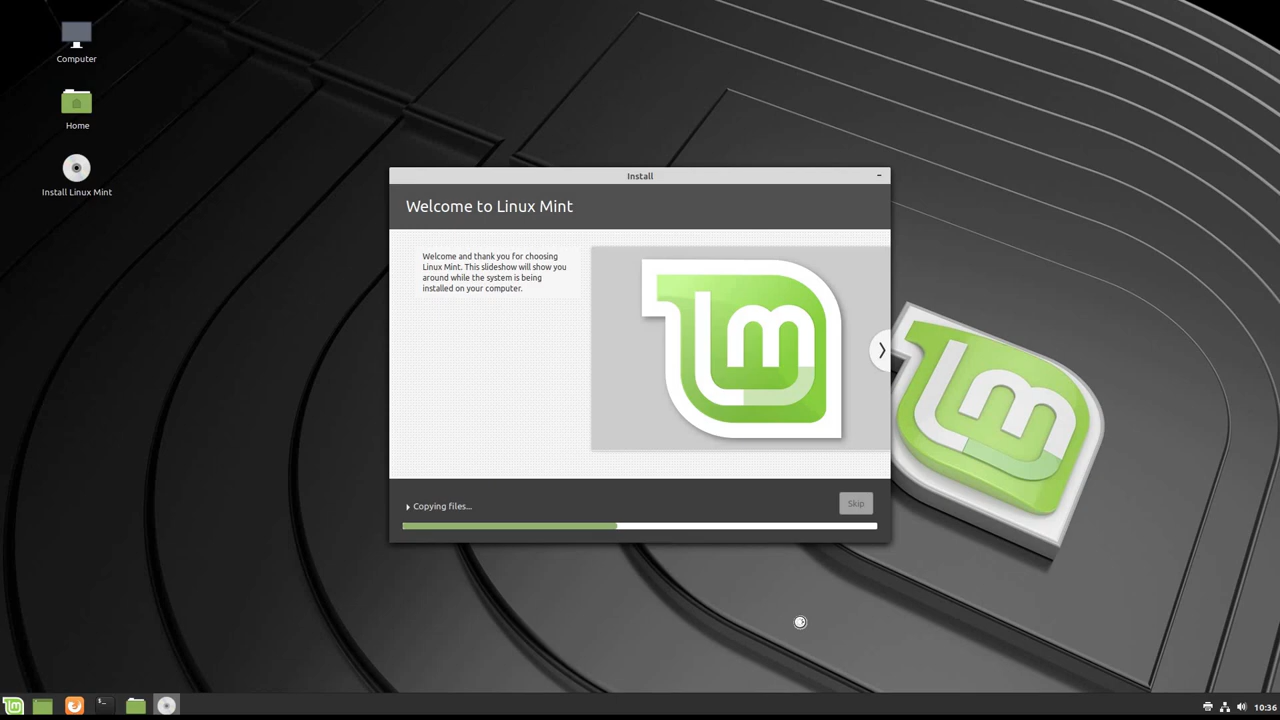 Computer
Home
Install Linux Mint
Install
Welcome to Linux Mint
Welcome and thank you for choosing
Linux Mint. This slideshow will show you
around while the system is being
installed on your computer.
Copying files...
Skip
10:36